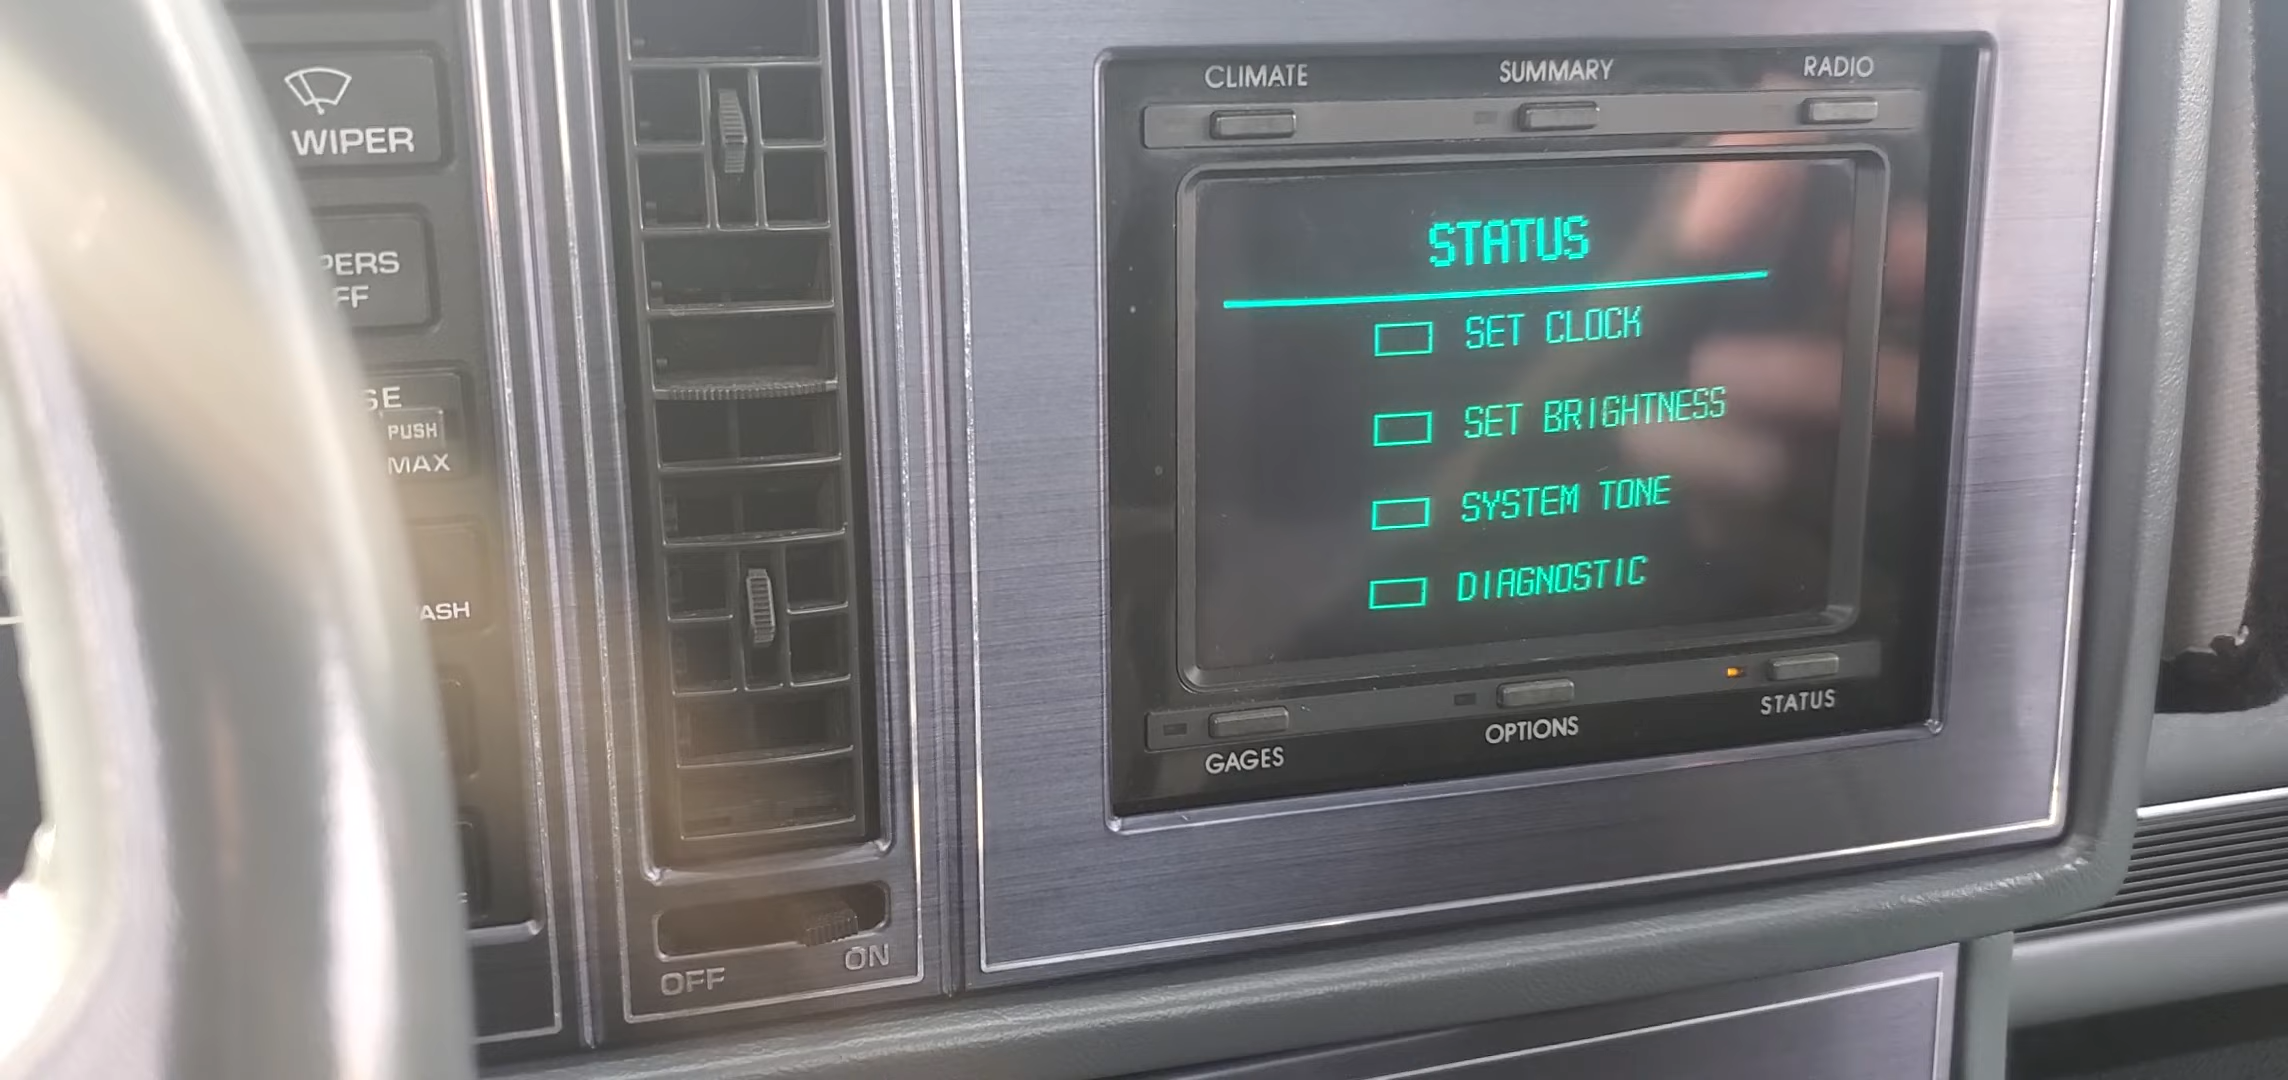 WIPER
PUSH
MAX
OFF
ON
CLIMATE
SUMMARY
RADIO
STATUS
SET CLOCK
SET BRIGHTNESS
SYSTEM TONE
DIAGNOSTIC
GAGES
OPTIONS
STATUS